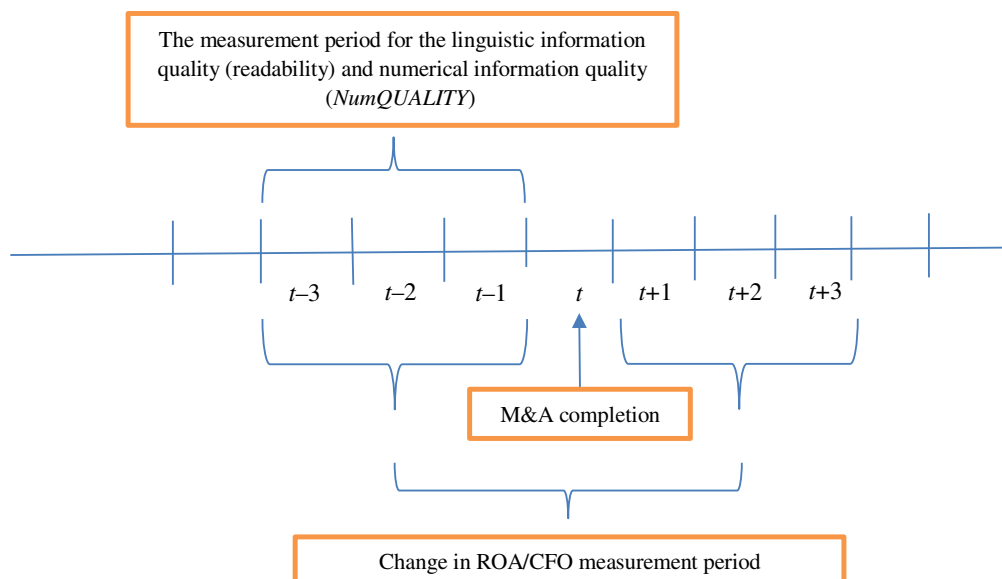 The measurement period for the linguistic information
quality (readability) and numerical information quality
(NumQUALITY)
t–3 t–2 t–1 t t+1 t+2 t+3
M&A completion
Change in ROA/CFO measurement period